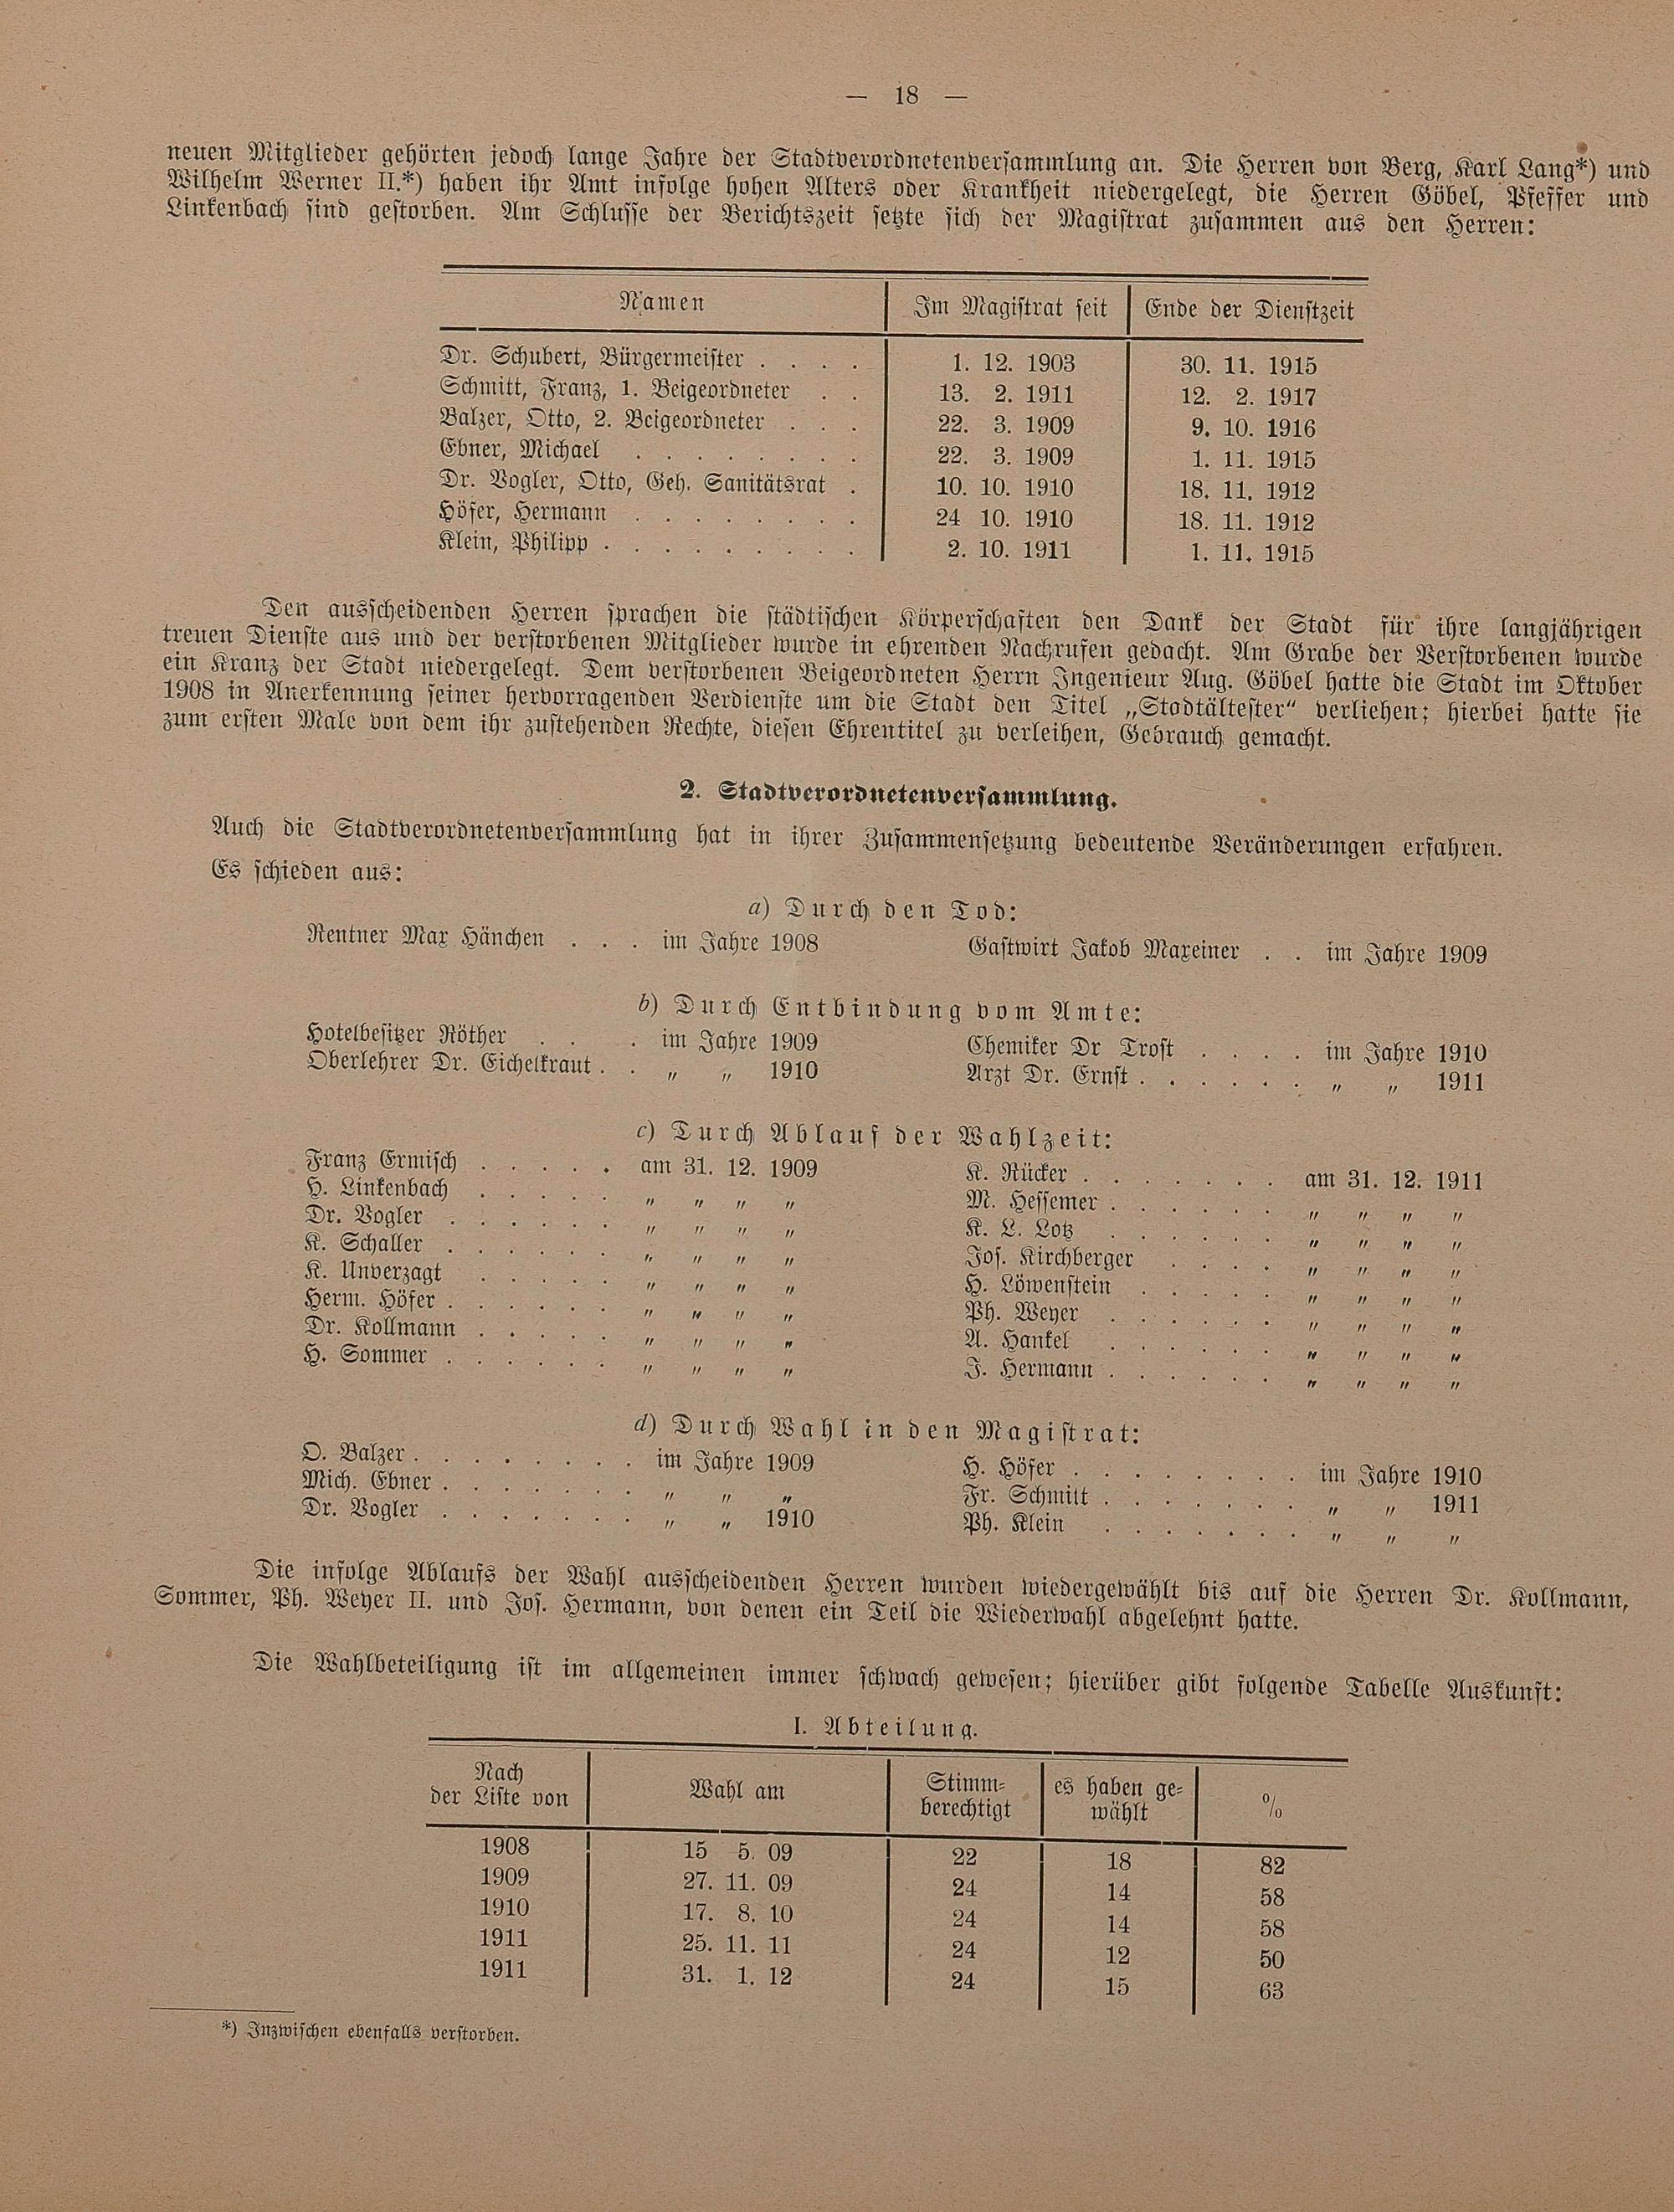 — 18 —
neuen Mitglieder gehörten jedoch lange Jahre der Stadtverordnetenversammlung an. Die Herren von Berg, Karl Lang*) und
Wilhelm Werner II.*) haben ihr Amt infolge hohen Alters oder Krankheit niedergelegt, die Herren Göbel, Pfeffer und
Linkenbach sind gestorben. Am Schlusse der Berichtszeit setzte sich der Magistrat zusammen aus den Herren:
Namen Im Magistrat seit Ende der Dienstzeit
Dr. Schubert, Bürgermeister . . . . 1. 12. 1903 30. 11. 1915
Schmitt, Franz, 1. Beigeordneter . . 13. 2. 1911 12. 2. 1917
Balzer, Otto, 2. Beigeordneter . . . 22. 3. 1909 9. 10. 1916
Ebner, Michael . . . . . . . . 22. 3. 1909 1. 11. 1915
Dr. Vogler, Otto, Geh. Sanitätsrat . 10. 10. 1910 18. 11. 1912
Höfer, Hermann . . . . . . . . 24 10. 1910 18. 11. 1912
Klein, Philipp . . . . . . . . . 2. 10. 1911 1. 11. 1915
Den ausscheidenden Herren sprachen die städtischen Körperschaften den Dank der Stadt für ihre langjährigen
treuen Dienste aus und der verstorbenen Mitglieder wurde in ehrenden Nachrufen gedacht. Am Grabe der Verstorbenen wurde
ein Kranz der Stadt niedergelegt. Dem verstorbenen Beigeordneten Herrn Ingenieur Aug. Göbel hatte die Stadt im Oktober
1908 in Anerkennung seiner hervorragenden Verdienste um die Stadt den Titel „Stadtältester“ verliehen; hierbei hatte sie
zum ersten Male von dem ihr zustehenden Rechte, diesen Ehrentitel zu verleihen, Gebrauch gemacht.
2. Stadtverordnetenversammlung.
Auch die Stadtverordnetenversammlung hat in ihrer Zusammensetzung bedeutende Veränderungen erfahren.
Es schieden aus:
a) Durch den Tod:
Rentner Max Hänchen . . . im Jahre 1908 Gastwirt Jakob Maxeiner . . im Jahre 1909
b) Durch Entbindung vom Amte:
Hotelbesitzer Röther . . . . im Jahre 1909 Chemiker Dr Trost . . . . im Jahre 1910
Oberlehrer Dr. Eichelkraut . . „ „ 1910 Arzt Dr. Ernst . . . . . . „ „ 1911
c) Durch Ablauf der Wahlzeit:
Franz Ermisch . . . . . am 31. 12. 1909 K. Rücker . . . . . . . am 31. 12. 1911
H. Linkenbach . . . . . „ „ „ „ M. Hessemer . . . . . . „ „ „ „
Dr. Vogler . . . . . . „ „ „ „ K. L. Lotz . . . . . . „ „ „ „
K. Schaller . . . . . . „ „ „ „ Jos. Kirchberger . . . . „ „ „ „
K. Unverzagt . . . . . „ „ „ „ H. Löwenstein . . . . . „ „ „ „
Herm. Höfer . . . . . . „ „ „ „ Ph. Weyer . . . . . . „ „ „ „
Dr. Kollmann . . . . . „ „ „ „ A. Hankel . . . . . . „ „ „ „
H. Sommer . . . . . . „ „ „ „ J. Hermann . . . . . . „ „ „ „
d) Durch Wahl in den Magistrat:
O. Balzer . . . . . . . . im Jahre 1909 H. Höfer . . . . . . . . im Jahre 1910
Mich. Ebner . . . . . . . „ „ „ Fr. Schmitt . . . . . . . „ „ 1911
Dr. Vogler . . . . . . . „ „ 1910 Ph. Klein . . . . . . . „ „ „
Die infolge Ablaufs der Wahl ausscheidenden Herren wurden wiedergewählt bis auf die Herren Dr. Kollmann,
Sommer, Ph. Weyer II. und Jos. Hermann, von denen ein Teil die Wiederwahl abgelehnt hatte.
Die Wahlbeteiligung ist im allgemeinen immer schwach gewesen; hierüber gibt folgende Tabelle Auskunft:
I. Abteilung.
Nach Stimm- es haben ge-
der Liste von Wahl am berechtigt wählt %
1908 15 5. 09 22 18 82
1909 27. 11. 09 24 14 58
1910 17. 8. 10 24 14 58
1911 25. 11. 11 24 12 50
1911 31. 1. 12 24 15 63
*) Inzwischen ebenfalls verstorben.